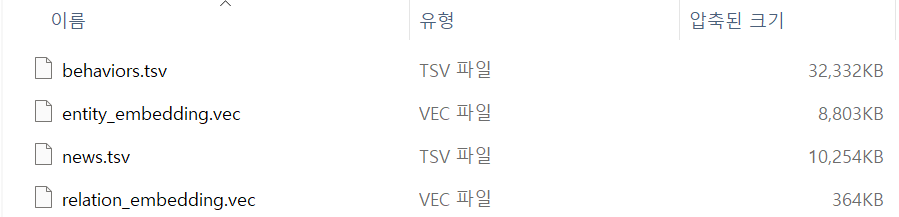 이름 유형 압축된 크기
behaviors.tsv TSV 파일 32,332KB
entity_embedding.vec VEC 파일 8,803KB
news.tsv TSV 파일 10,254KB
relation_embedding.vec VEC 파일 364KB